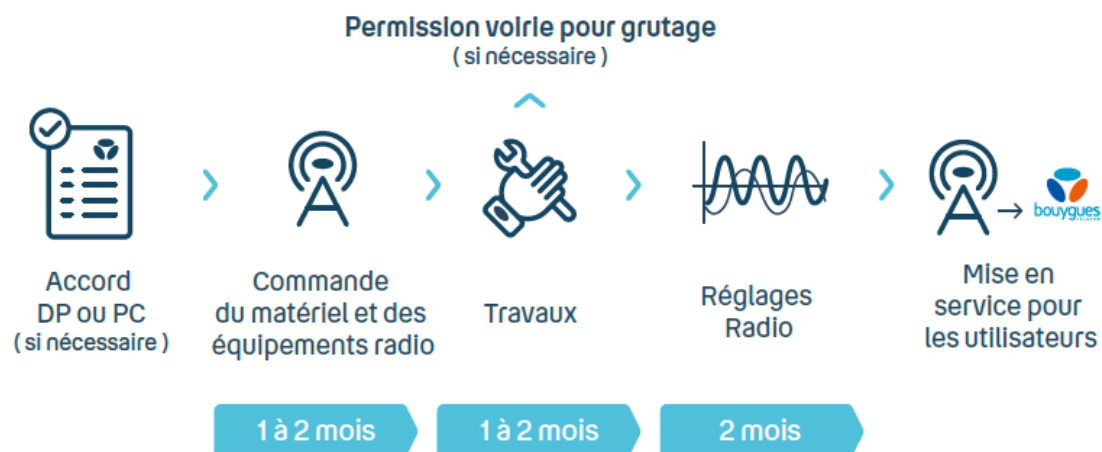 Permission voirie pour grutage
( si nécessaire )
Accord
DP ou PC
( si nécessaire )
Commande
du matériel et des
équipements radio
Travaux
Réglages
Radio
bouygues
TELECOM
Mise en
service pour
les utilisateurs
1 à 2 mois
1 à 2 mois
2 mois